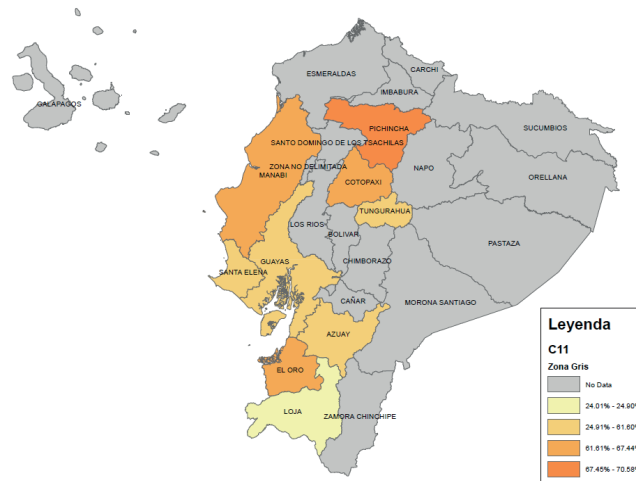 ESMERALDAS
CARCHI
IMBABURA
GALAPAGOS
PICHINCHA
SUCUMBIOS
SANTO DOMINGO DE LOS TSACHILAS
ZONA NO DELIMITADA
NAPO
MANABI
COTOPAXI
ORELLANA
TUNGURAHUA
LOS RIOS
BOLIVAR
PASTAZA
GUAYAS
CHIMBORAZO
SANTA ELENA
CAÑAR
MORONA SANTIAGO
AZUAY
EL ORO
LOJA
ZAMORA CHINCHIPE
Leyenda
C11
Zona Gris
No Data
24.01% - 24.90%
24.91% - 61.60%
61.61% - 67.44%
67.45% - 70.58%